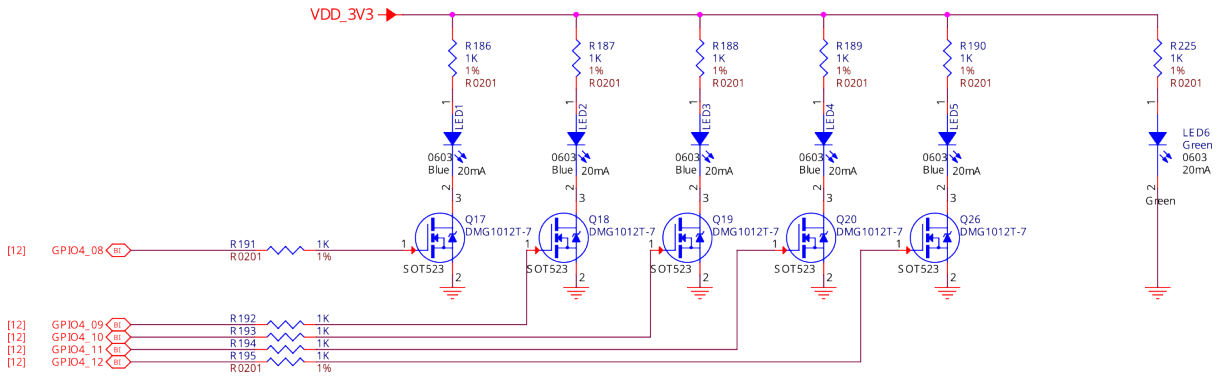 VDD_3V3
R186
1K
1%
R0201
R187
1K
1%
R0201
R188
1K
1%
R0201
R189
1K
1%
R0201
R190
1K
1%
R0201
R225
1K
1%
R0201
1
LED1
1
LED2
1
LED3
1
LED4
1
LED5
1
LED6
Green
0603
20mA
0603
Blue
20mA
0603
Blue
20mA
0603
Blue
20mA
0603
Blue
20mA
0603
Blue
20mA
2
3
2
3
2
3
2
3
2
3
2
Green
Q17
DMG1012T-7
Q18
DMG1012T-7
Q19
DMG1012T-7
Q20
DMG1012T-7
Q26
DMG1012T-7
[12] GPIO4_08 BI
R191 1K
R0201 1%
1
1
1
1
1
SOT523
SOT523
SOT523
SOT523
SOT523
2
2
2
2
2
[12] GPIO4_09 BI R192 1K
[12] GPIO4_10 BI R193 1K
[12] GPIO4_11 BI R194 1K
[12] GPIO4_12 BI R195 1K
R0201 1%